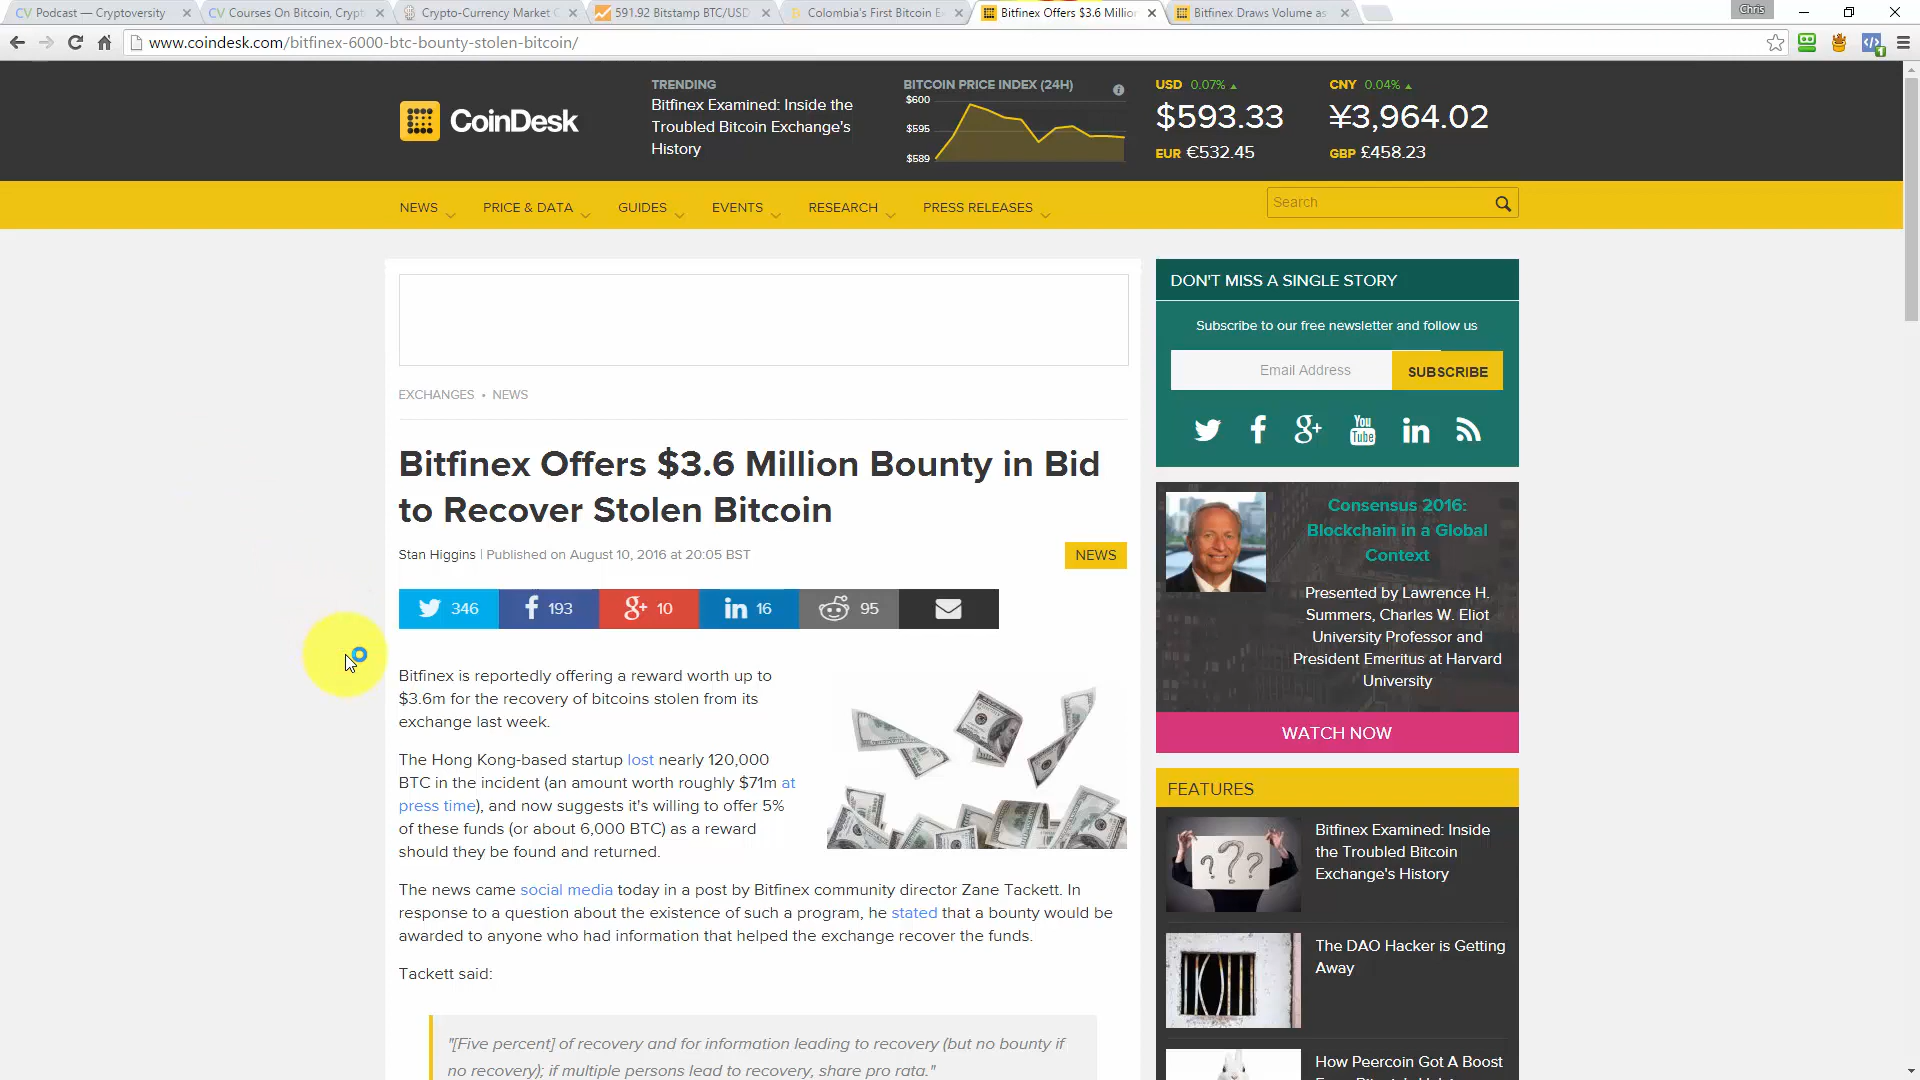 Podcast — Cryptoversity
Courses On Bitcoin, Crypt
Crypto-Currency Market C
591.92 Bitstamp BTC/USD
Colombia's First Bitcoin E
Bitfinex Offers $3.6 Million
Bitfinex Draws Volume as
Chris
www.coindesk.com/bitfinex-6000-btc-bounty-stolen-bitcoin/
CoinDesk
TRENDING
Bitfinex Examined: Inside the
Troubled Bitcoin Exchange's
History
BITCOIN PRICE INDEX (24H)
$600
$595
$589
USD 0.07%
$593.33
EUR €532.45
CNY 0.04%
¥3,964.02
GBP £458.23
NEWS
PRICE & DATA
GUIDES
EVENTS
RESEARCH
PRESS RELEASES
Search
EXCHANGES • NEWS
Bitfinex Offers $3.6 Million Bounty in Bid
to Recover Stolen Bitcoin
Stan Higgins | Published on August 10, 2016 at 20:05 BST
NEWS
346
193
10
16
95
Bitfinex is reportedly offering a reward worth up to
$3.6m for the recovery of bitcoins stolen from its
exchange last week.
The Hong Kong-based startup lost nearly 120,000
BTC in the incident (an amount worth roughly $71m at
press time), and now suggests it's willing to offer 5%
of these funds (or about 6,000 BTC) as a reward
should they be found and returned.
The news came social media today in a post by Bitfinex community director Zane Tackett. In
response to a question about the existence of such a program, he stated that a bounty would be
awarded to anyone who had information that helped the exchange recover the funds.
Tackett said:
"[Five percent] of recovery and for information leading to recovery (but no bounty if
no recovery); if multiple persons lead to recovery, share pro rata."
DON'T MISS A SINGLE STORY
Subscribe to our free newsletter and follow us
Email Address
SUBSCRIBE
You
Tube
Consensus 2016:
Blockchain in a Global
Context
Presented by Lawrence H.
Summers, Charles W. Eliot
University Professor and
President Emeritus at Harvard
University
WATCH NOW
FEATURES
Bitfinex Examined: Inside
the Troubled Bitcoin
Exchange's History
The DAO Hacker is Getting
Away
How Peercoin Got A Boost